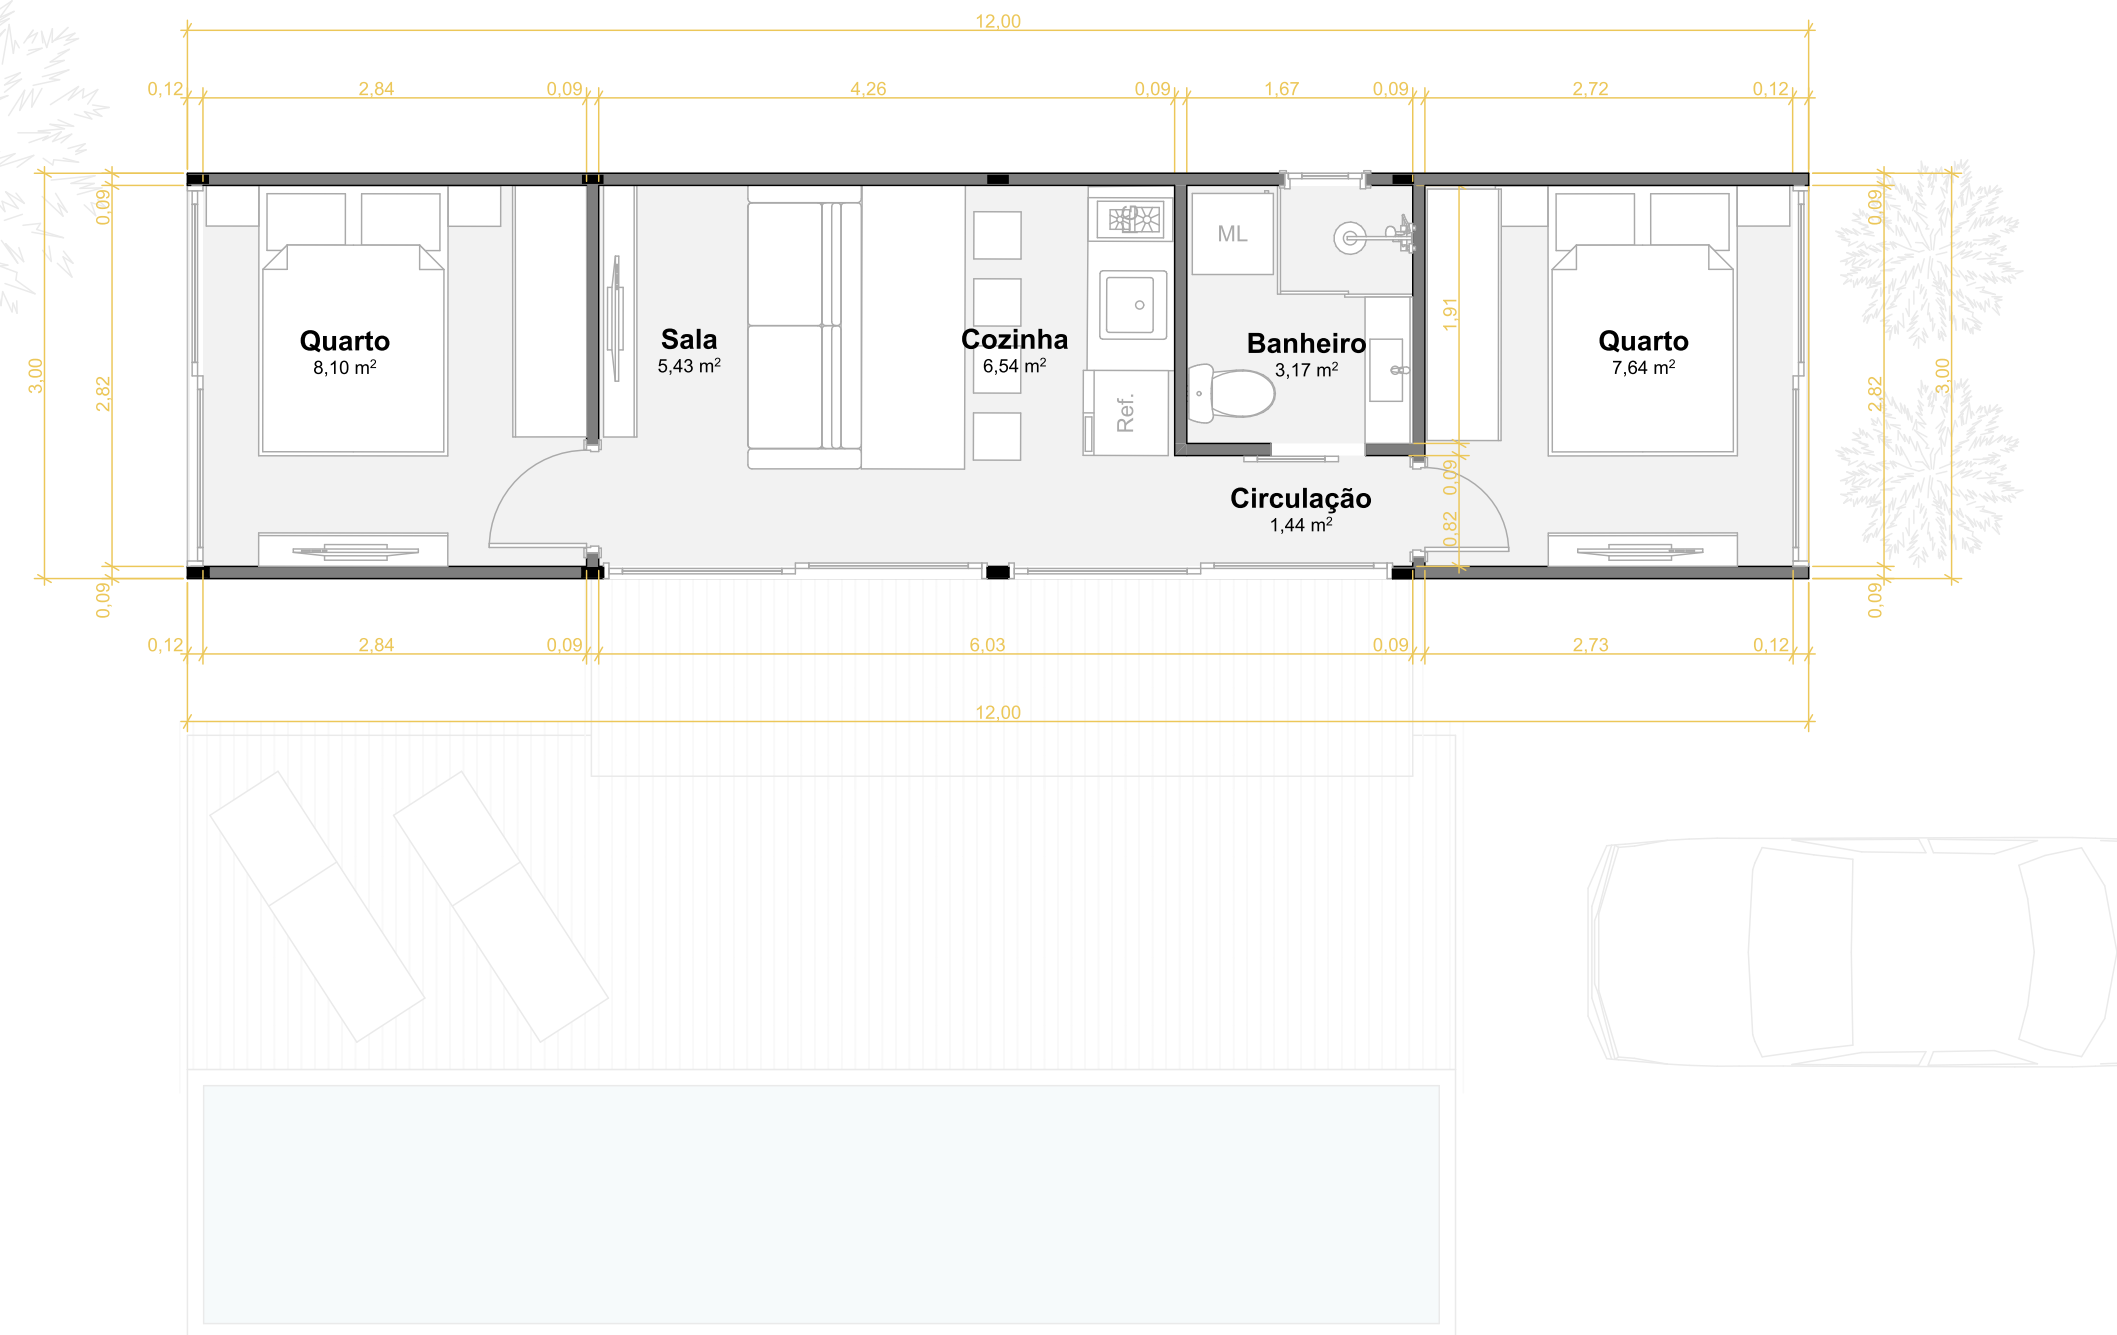 12,00
0,12 2,84 0,09 4,26 0,09 1,67 0,09 2,72 0,12
0,09
0,09
ML
1,91
Quarto
8,10 m²
Sala
5,43 m²
Cozinha
6,54 m²
Banheiro
3,17 m²
Quarto
7,64 m²
3,00
2,82
2,82
3,00
Ref.
0,09
Circulação
1,44 m²
0,82
0,09
0,09
0,12 2,84 0,09 6,03 0,09 2,73 0,12
12,00